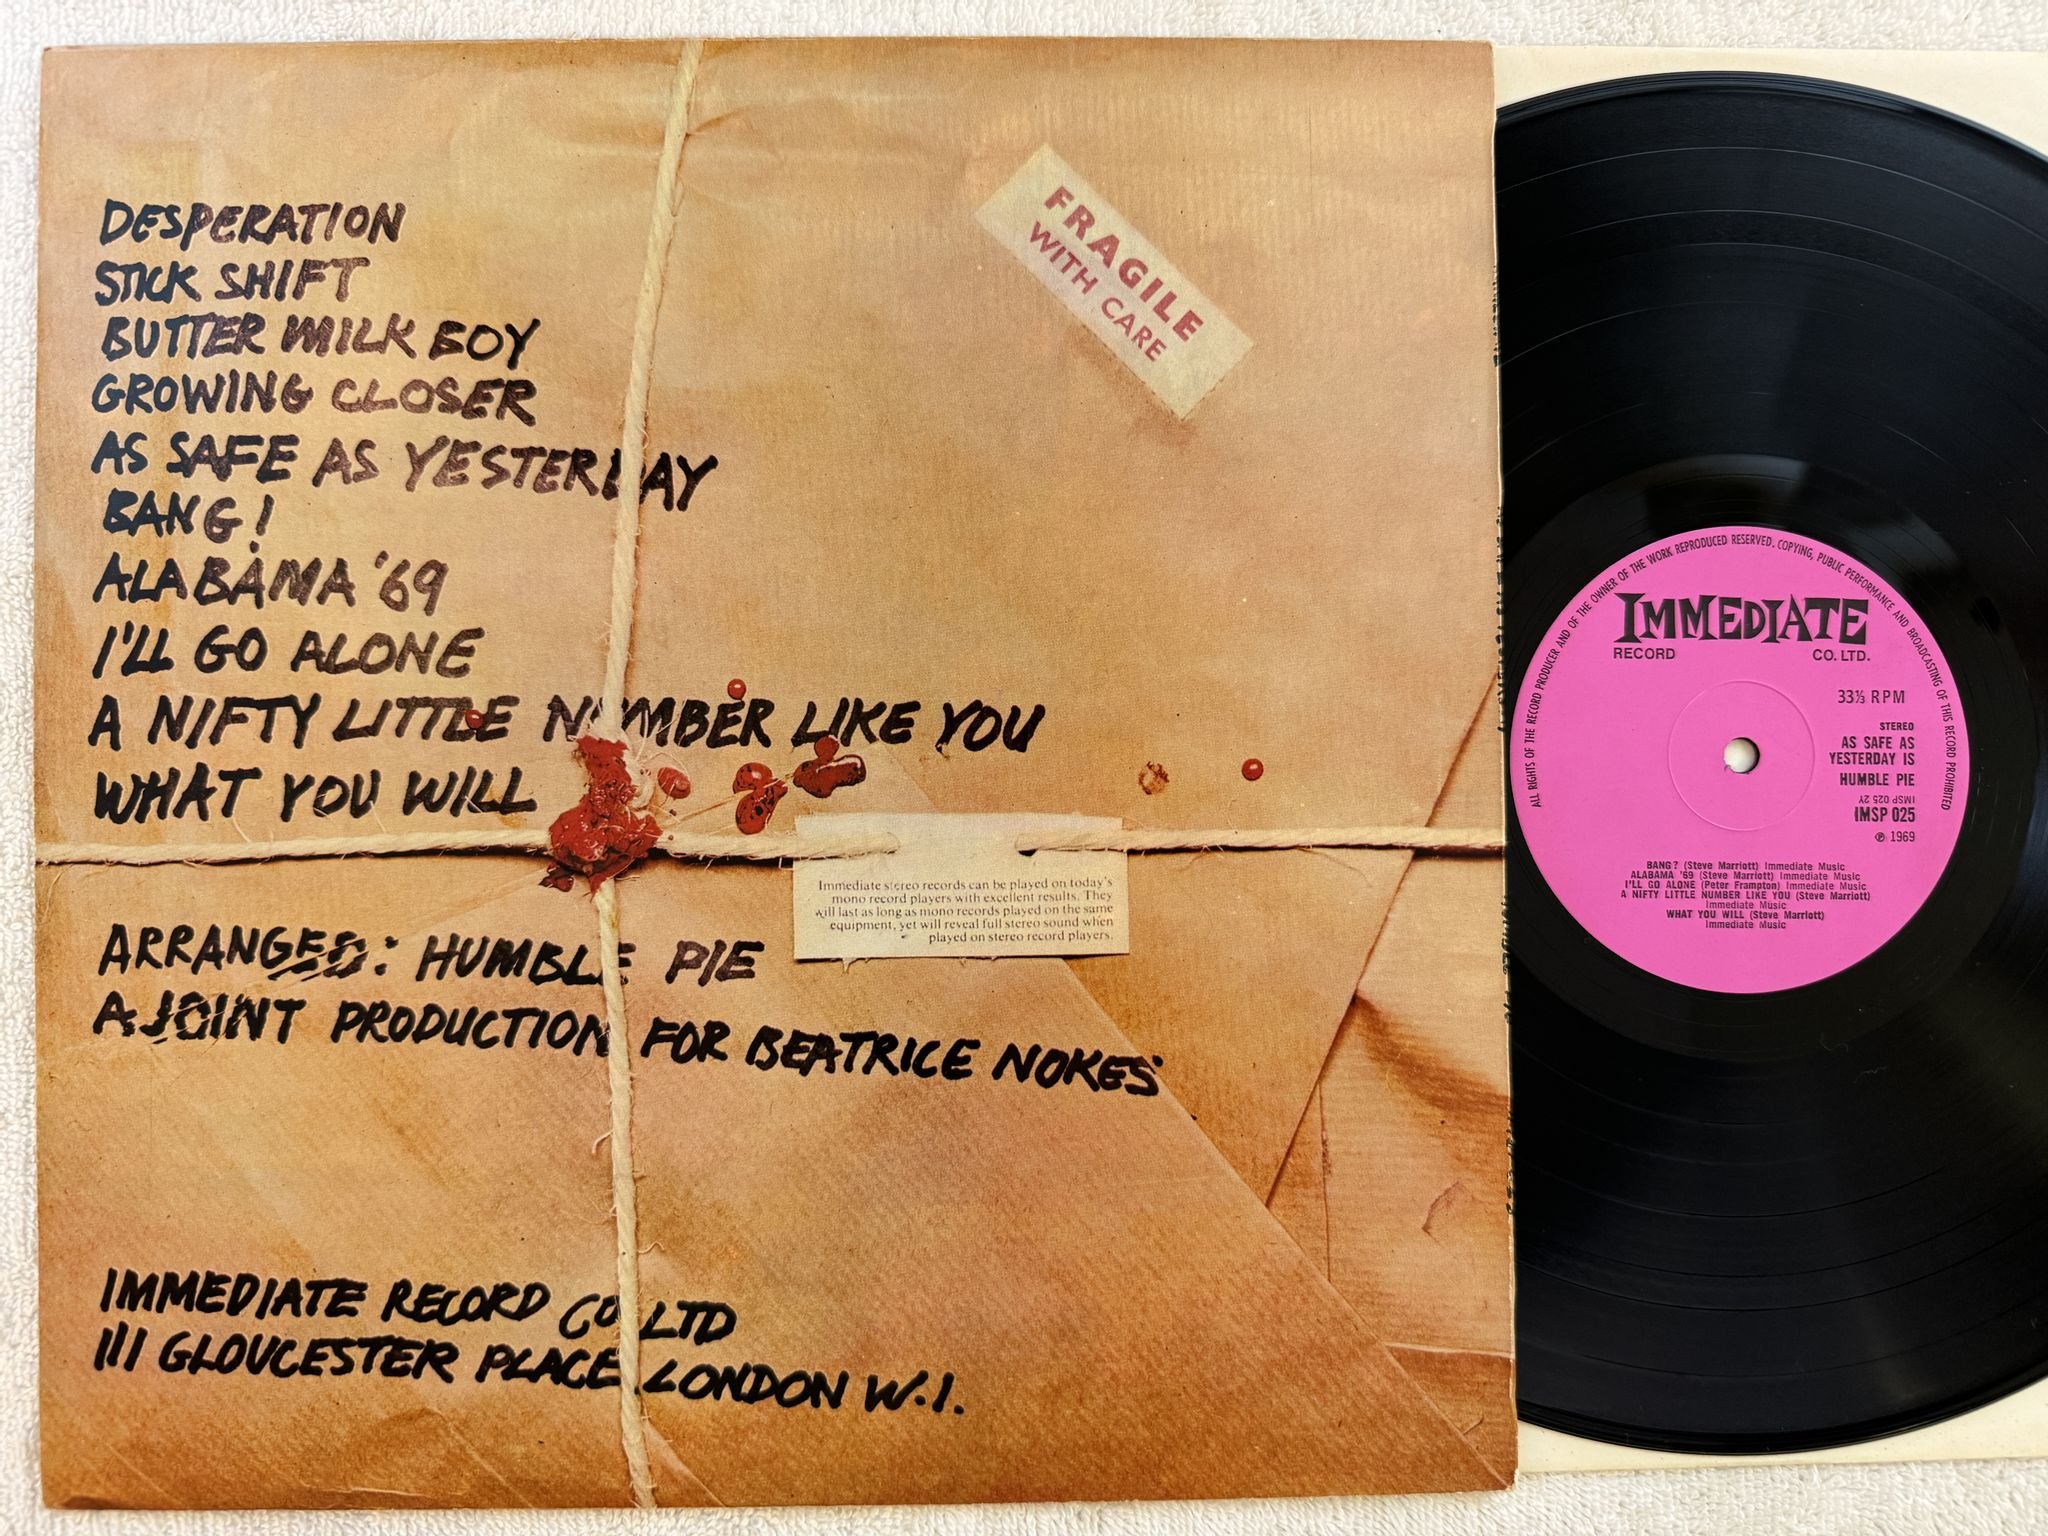 DESPERATION
STICK SHIFT
BUTTER MILK BOY
GROWING CLOSER
AS SAFE AS YESTERDAY
BANG!
ALABAMA '69
I'LL GO ALONE
A NIFTY LITTLE NUMBER LIKE YOU
WHAT YOU WILL
FRAGILE
WITH CARE
Immediate stereo records can be played on today's
mono record players with excellent results. They
will last as long as mono records played on the same
equipment, yet will reveal full stereo sound when
played on stereo record players.
ARRANGED: HUMBLE PIE
A JOINT PRODUCTION FOR BEATRICE NOKES
IMMEDIATE RECORD CO LTD
111 GLOUCESTER PLACE LONDON W.1.
ALL RIGHTS OF THE RECORD PRODUCER AND OF THE OWNER OF THE WORK REPRODUCED RESERVED. COPYING, PUBLIC PERFORMANCE AND BROADCASTING OF THIS RECORD PROHIBITED
IMMEDIATE
RECORD CO. LTD.
33⅓ RPM
STEREO
AS SAFE AS
YESTERDAY IS
HUMBLE PIE
IMSP 025 2Y
IMSP 025
℗ 1969
BANG? (Steve Marriott) Immediate Music
ALABAMA '69 (Steve Marriott) Immediate Music
I'LL GO ALONE (Peter Frampton) Immediate Music
A NIFTY LITTLE NUMBER LIKE YOU (Steve Marriott)
Immediate Music
WHAT YOU WILL (Steve Marriott)
Immediate Music